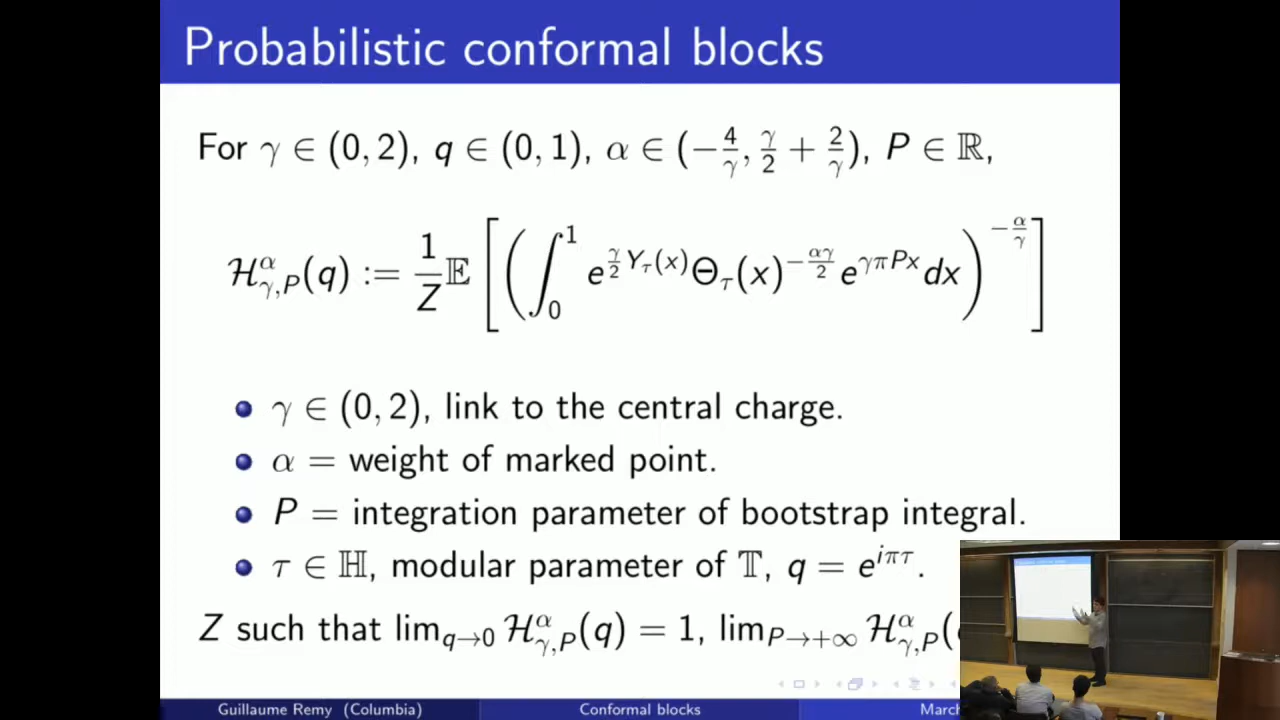 Probabilistic conformal blocks
For γ ∈ (0, 2), q ∈ (0, 1), α ∈ (−4/γ, γ/2 + 2/γ), P ∈ ℝ,
ℋ^α_{γ,P}(q) := 1/Z 𝔼[(∫_0^1 e^{γ/2 Y_τ(x)} Θ_τ(x)^{−αγ/2} e^{γπPx} dx)^{−α/γ}]
γ ∈ (0, 2), link to the central charge.
α = weight of marked point.
P = integration parameter of bootstrap integral.
τ ∈ ℍ, modular parameter of 𝕋, q = e^{iπτ}.
Z such that lim_{q→0} ℋ^α_{γ,P}(q) = 1, lim_{P→+∞} ℋ^α_{γ,P}(
Guillaume Remy (Columbia) Conformal blocks March